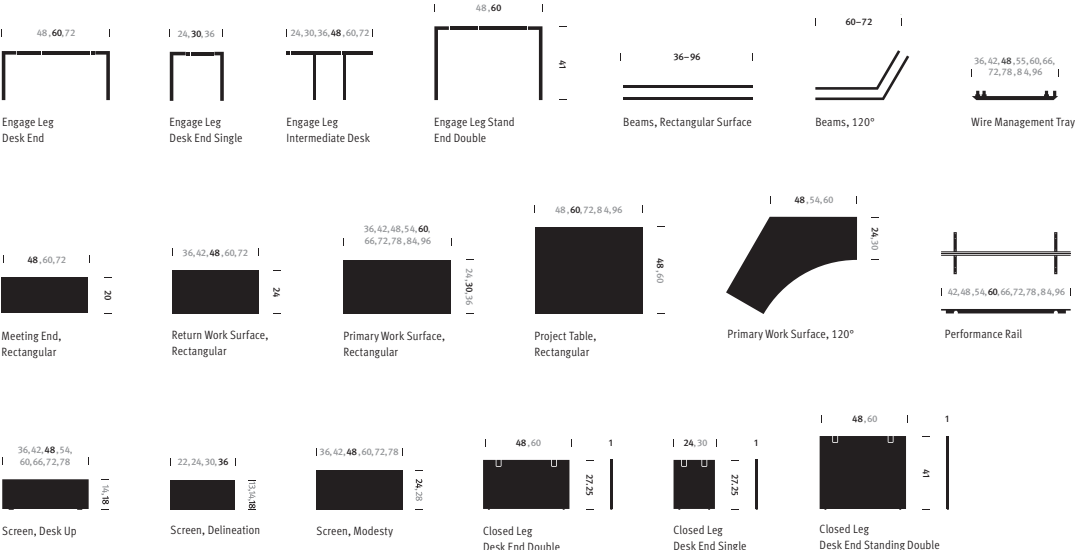 48,60,72
Engage Leg
Desk End
24,30,36
Engage Leg
Desk End Single
24,30,36,48,60,72
Engage Leg
Intermediate Desk
48,60
41
Engage Leg Stand
End Double
36–96
Beams, Rectangular Surface
60–72
Beams, 120°
36,42,48,55,60,66,
72,78,84,96
Wire Management Tray
48,60,72
20
Meeting End,
Rectangular
36,42,48,60,72
24
Return Work Surface,
Rectangular
36,42,48,54,60,
66,72,78,84,96
24,30,36
Primary Work Surface,
Rectangular
48,60,72,84,96
48,60
Project Table,
Rectangular
48,54,60
24,30
Primary Work Surface, 120°
42,48,54,60,66,72,78,84,96
Performance Rail
36,42,48,54,
60,66,72,78
14,18
Screen, Desk Up
22,24,30,36
13,14,18
Screen, Delineation
36,42,48,60,72,78
24,28
Screen, Modesty
48,60
1
27.25
Closed Leg
Desk End Double
24,30
1
27.25
Closed Leg
Desk End Single
48,60
1
41
Closed Leg
Desk End Standing Double